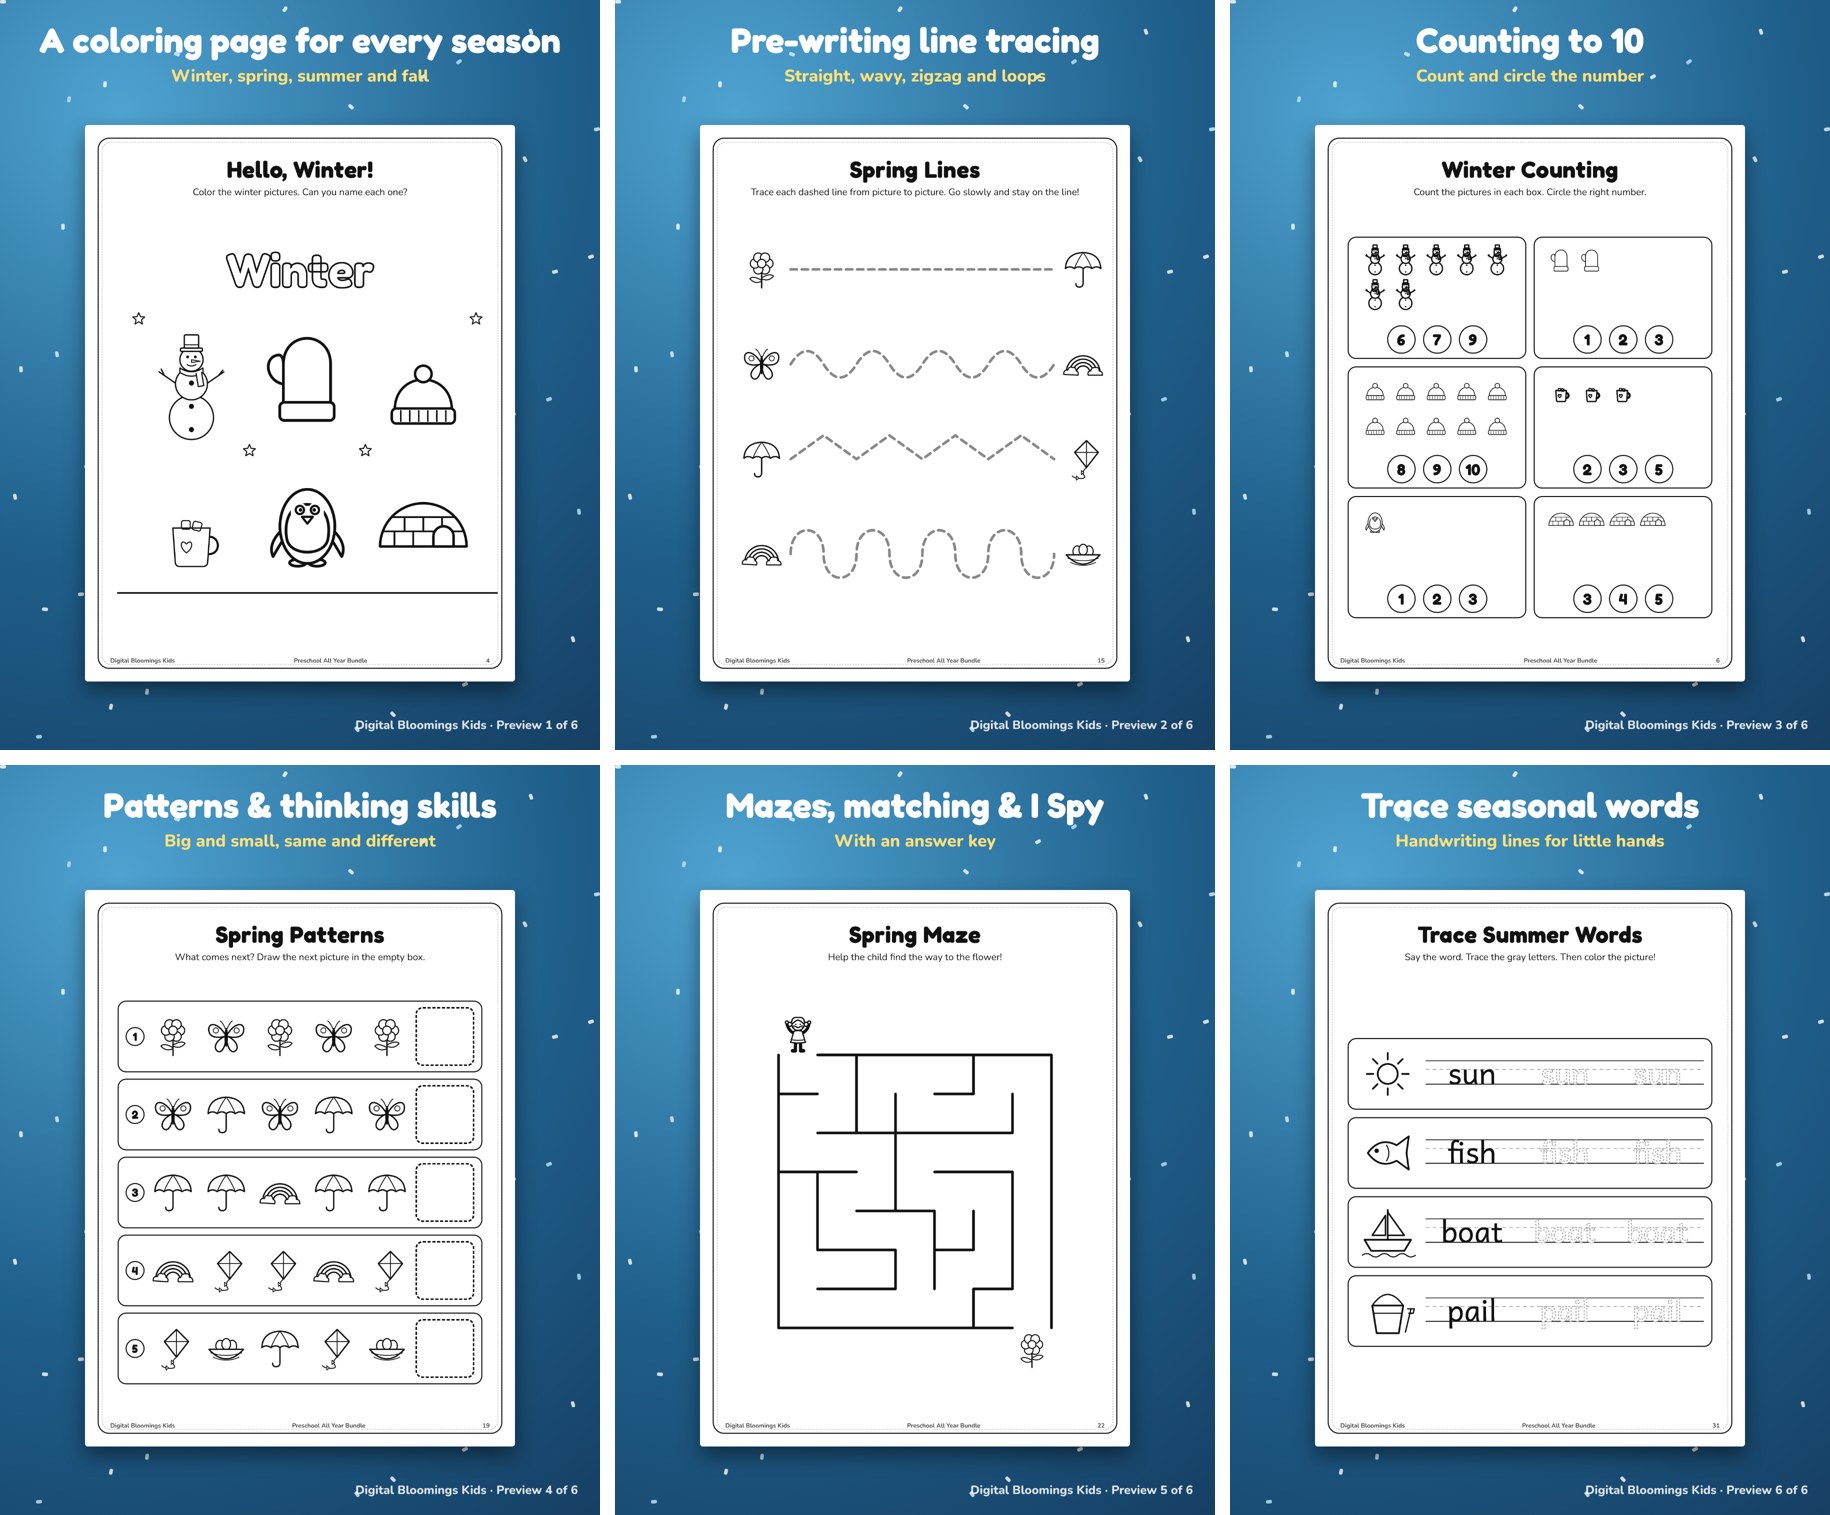 A coloring page for every season
Winter, spring, summer and fall
Hello, Winter!
Color the winter pictures. Can you name each one?
Winter
Digital Bloomings Kids Preschool All Year Bundle 4
Digital Bloomings Kids · Preview 1 of 6
Pre-writing line tracing
Straight, wavy, zigzag and loops
Spring Lines
Trace each dashed line from picture to picture. Go slowly and stay on the line!
Digital Bloomings Kids Preschool All Year Bundle 15
Digital Bloomings Kids · Preview 2 of 6
Counting to 10
Count and circle the number
Winter Counting
Count the pictures in each box. Circle the right number.
6 7 9
1 2 3
8 9 10
2 3 5
1 2 3
3 4 5
Digital Bloomings Kids Preschool All Year Bundle 6
Digital Bloomings Kids · Preview 3 of 6
Patterns & thinking skills
Big and small, same and different
Spring Patterns
What comes next? Draw the next picture in the empty box.
1
2
3
4
5
Digital Bloomings Kids Preschool All Year Bundle 19
Digital Bloomings Kids · Preview 4 of 6
Mazes, matching & I Spy
With an answer key
Spring Maze
Help the child find the way to the flower!
Digital Bloomings Kids Preschool All Year Bundle 22
Digital Bloomings Kids · Preview 5 of 6
Trace seasonal words
Handwriting lines for little hands
Trace Summer Words
Say the word. Trace the gray letters. Then color the picture!
sun sun sun
fish fish fish
boat boat boat
pail pail pail
Digital Bloomings Kids Preschool All Year Bundle 31
Digital Bloomings Kids · Preview 6 of 6